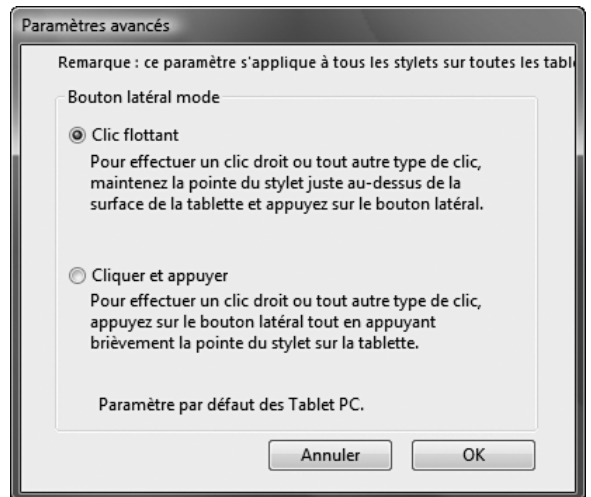 Paramètres avancés
Remarque : ce paramètre s'applique à tous les stylets sur toutes les
Bouton latéral mode
Clic flottant
Pour effectuer un clic droit ou tout autre type de clic,
maintenez la pointe du stylet juste au-dessus de la
surface de la tablette et appuyez sur le bouton latéral.
Cliquer et appuyer
Pour effectuer un clic droit ou tout autre type de clic,
appuyez sur le bouton latéral tout en appuyant
brièvement la pointe du stylet sur la tablette.
Paramètre par défaut des Tablet PC.
Annuler OK